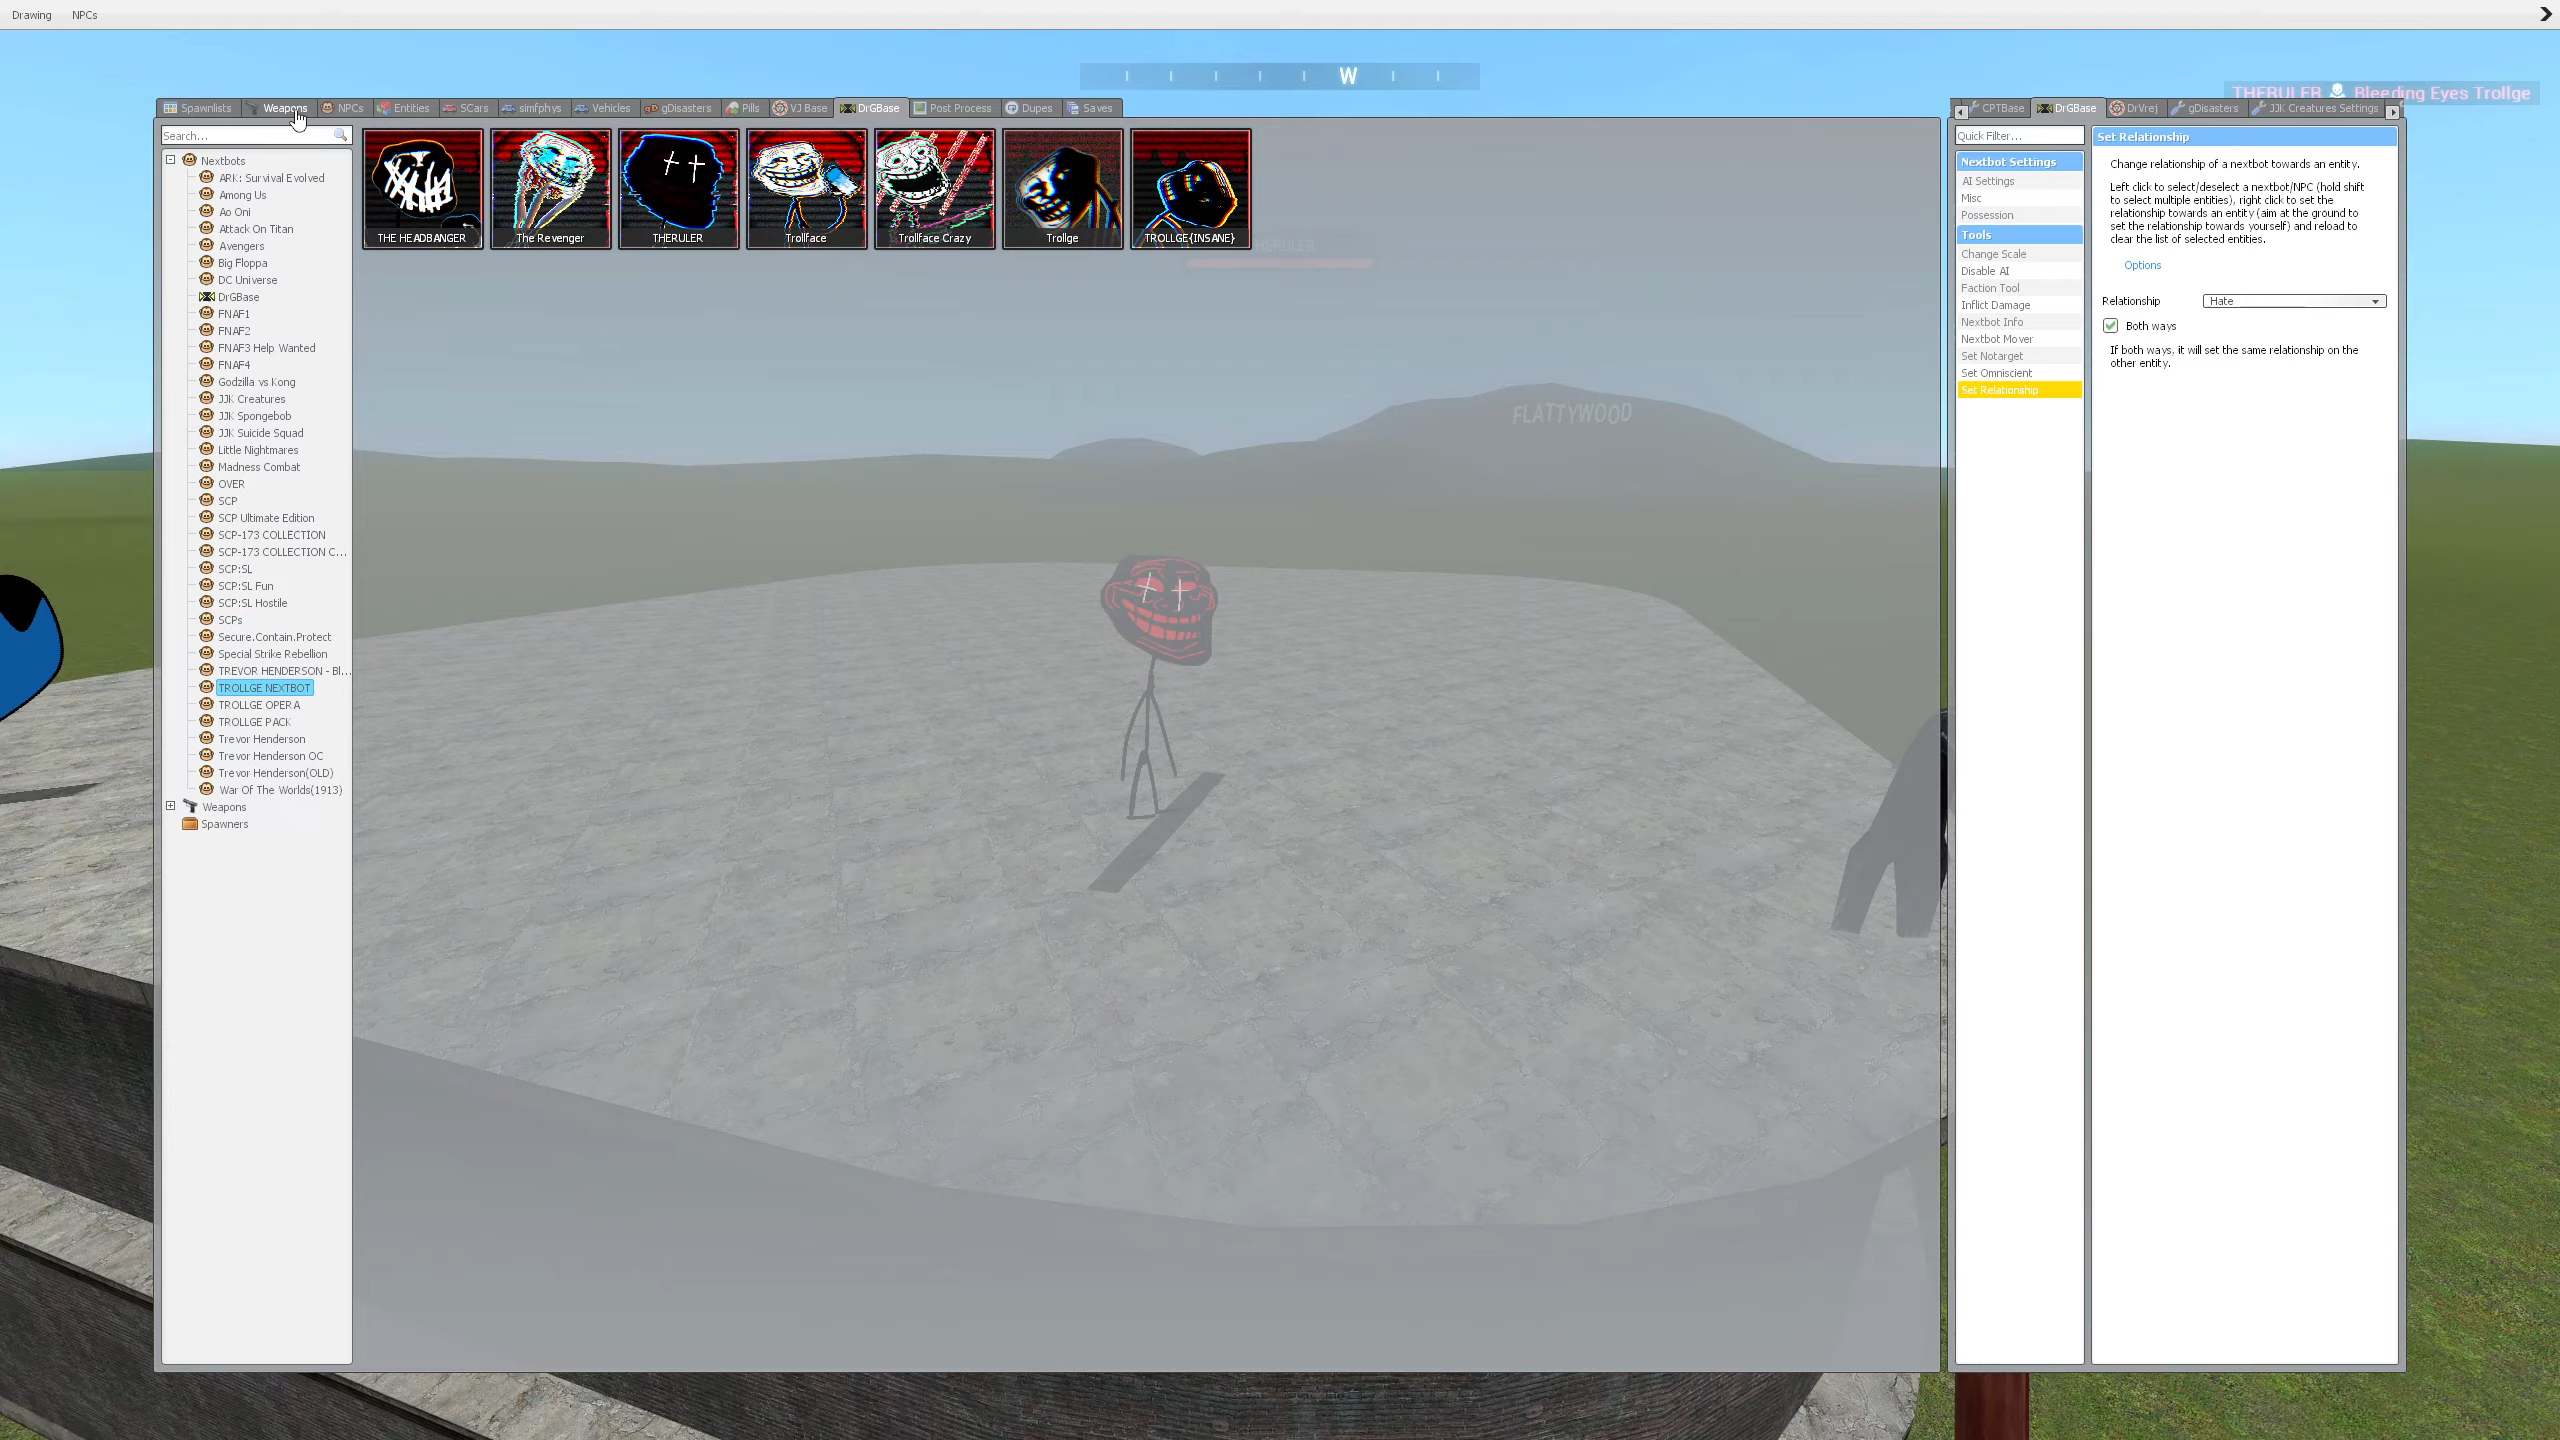 Drawing NPCs
W
THERULER Bleeding Eyes Trollge
Spawnlists Weapons NPCs Entities SCars simfphys Vehicles gDisasters Pills VJ Base DrGBase Post Process Dupes Saves
Search...
Nextbots
ARK: Survival Evolved
Among Us
Ao Oni
Attack On Titan
Avengers
Big Floppa
DC Universe
DrGBase
FNAF1
FNAF2
FNAF3 Help Wanted
FNAF4
Godzilla vs Kong
JJK Creatures
JJK Spongebob
JJK Suicide Squad
Little Nightmares
Madness Combat
OVER
SCP
SCP Ultimate Edition
SCP-173 COLLECTION
SCP-173 COLLECTION C...
SCP:SL
SCP:SL Fun
SCP:SL Hostile
SCPs
Secure.Contain.Protect
Special Strike Rebellion
TREVOR HENDERSON - Bl...
TROLLGE NEXTBOT
TROLLGE OPERA
TROLLGE PACK
Trevor Henderson
Trevor Henderson OC
Trevor Henderson(OLD)
War Of The Worlds(1913)
Weapons
Spawners
THE HEADBANGER The Revenger THERULER Trollface Trollface Crazy Trollge TROLLGE{INSANE}
THERULER
FLATTYWOOD
CPTBase DrGBase DrVrej gDisasters JJK Creatures Settings
Quick Filter...
Nextbot Settings
AI Settings
Misc
Possession
Tools
Change Scale
Disable AI
Faction Tool
Inflict Damage
Nextbot Info
Nextbot Mover
Set Notarget
Set Omniscient
Set Relationship
Set Relationship
Change relationship of a nextbot towards an entity.
Left click to select/deselect a nextbot/NPC (hold shift
to select multiple entities), right click to set the
relationship towards an entity (aim at the ground to
set the relationship towards yourself) and reload to
clear the list of selected entities.
Options
Relationship Hate
Both ways
If both ways, it will set the same relationship on the
other entity.